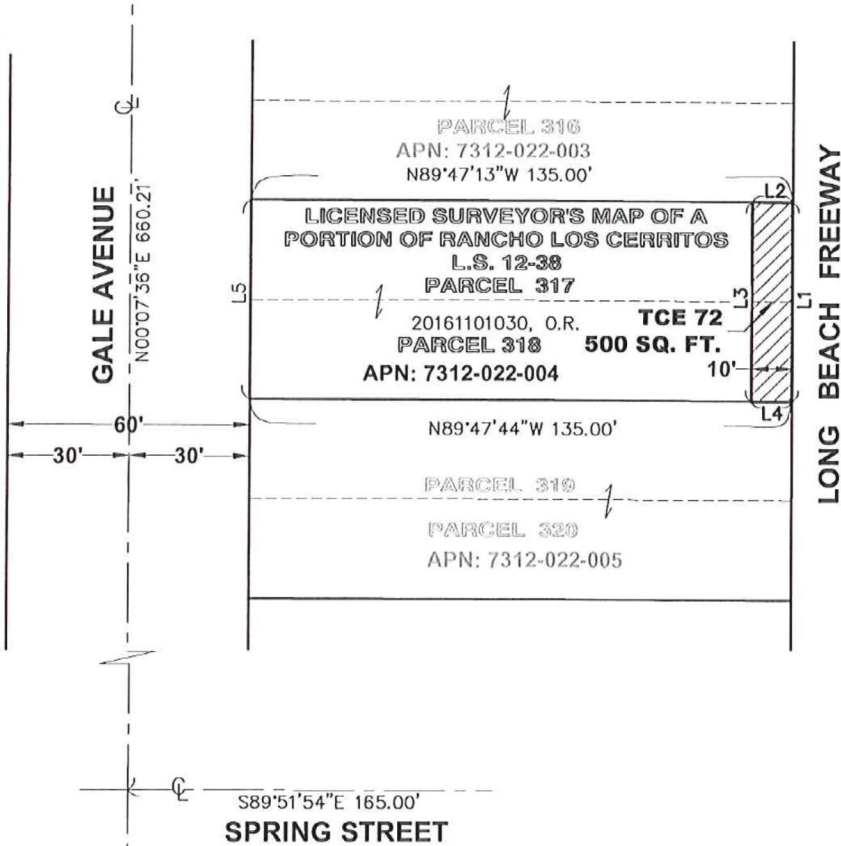 PARCEL 316
APN: 7312-022-003
N89°47'13"W 135.00'
L2
LICENSED SURVEYOR'S MAP OF A
PORTION OF RANCHO LOS CERRITOS
L.S. 12-38
PARCEL 317
20161101030, O.R.
PARCEL 318
APN: 7312-022-004
TCE 72
500 SQ. FT.
10'
L5
L3
L1
L4
GALE AVENUE
N00°07'36"E 660.21'
LONG BEACH FREEWAY
60'
30'
30'
N89°47'44"W 135.00'
PARCEL 319
PARCEL 320
APN: 7312-022-005
S89°51'54"E 165.00'
SPRING STREET